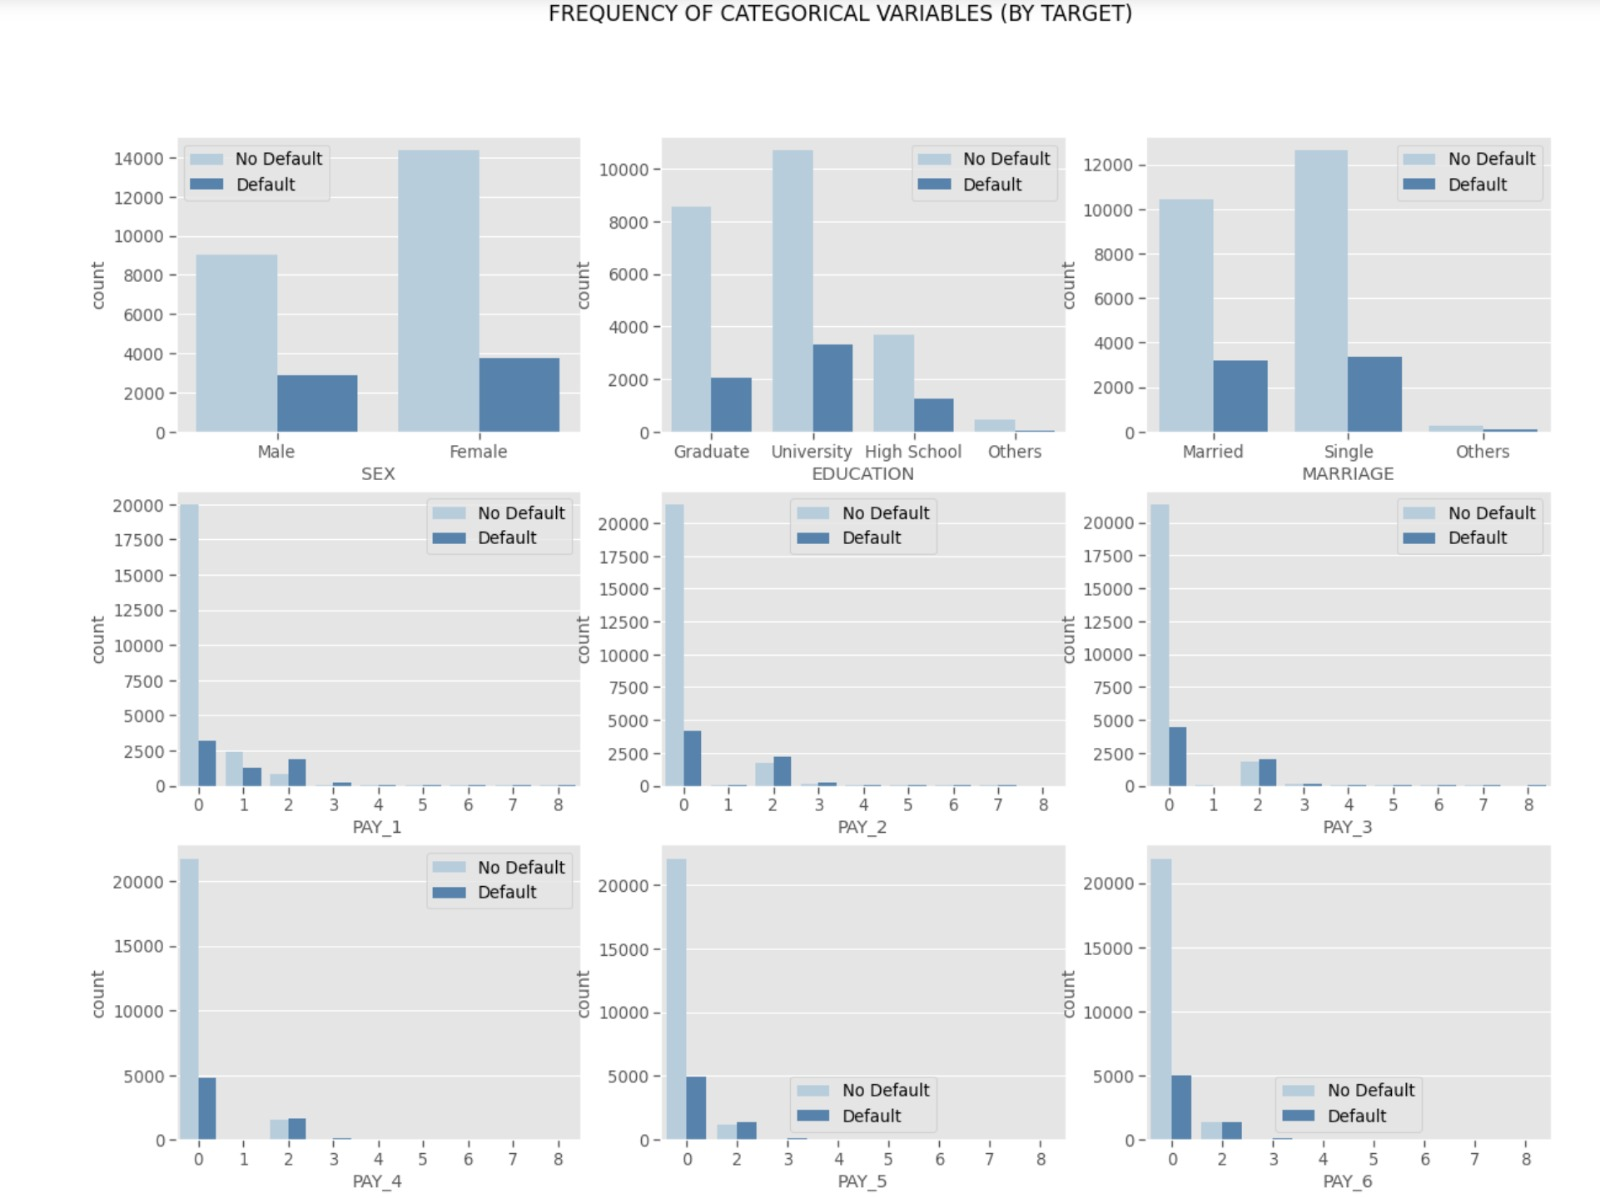 FREQUENCY OF CATEGORICAL VARIABLES (BY TARGET)
No Default
Default
14000
12000
10000
8000
6000
4000
2000
0
count
Male Female
SEX
No Default
Default
10000
8000
6000
4000
2000
0
count
Graduate University High School Others
EDUCATION
No Default
Default
12000
10000
8000
6000
4000
2000
0
count
Married Single Others
MARRIAGE
No Default
Default
20000
17500
15000
12500
10000
7500
5000
2500
0
count
0 1 2 3 4 5 6 7 8
PAY_1
No Default
Default
20000
17500
15000
12500
10000
7500
5000
2500
0
count
0 1 2 3 4 5 6 7 8
PAY_2
No Default
Default
20000
17500
15000
12500
10000
7500
5000
2500
0
count
0 1 2 3 4 5 6 7 8
PAY_3
No Default
Default
20000
15000
10000
5000
0
count
0 1 2 3 4 5 6 7 8
PAY_4
20000
15000
10000
5000
0
count
No Default
Default
0 2 3 4 5 6 7 8
PAY_5
20000
15000
10000
5000
0
count
No Default
Default
0 2 3 4 5 6 7 8
PAY_6